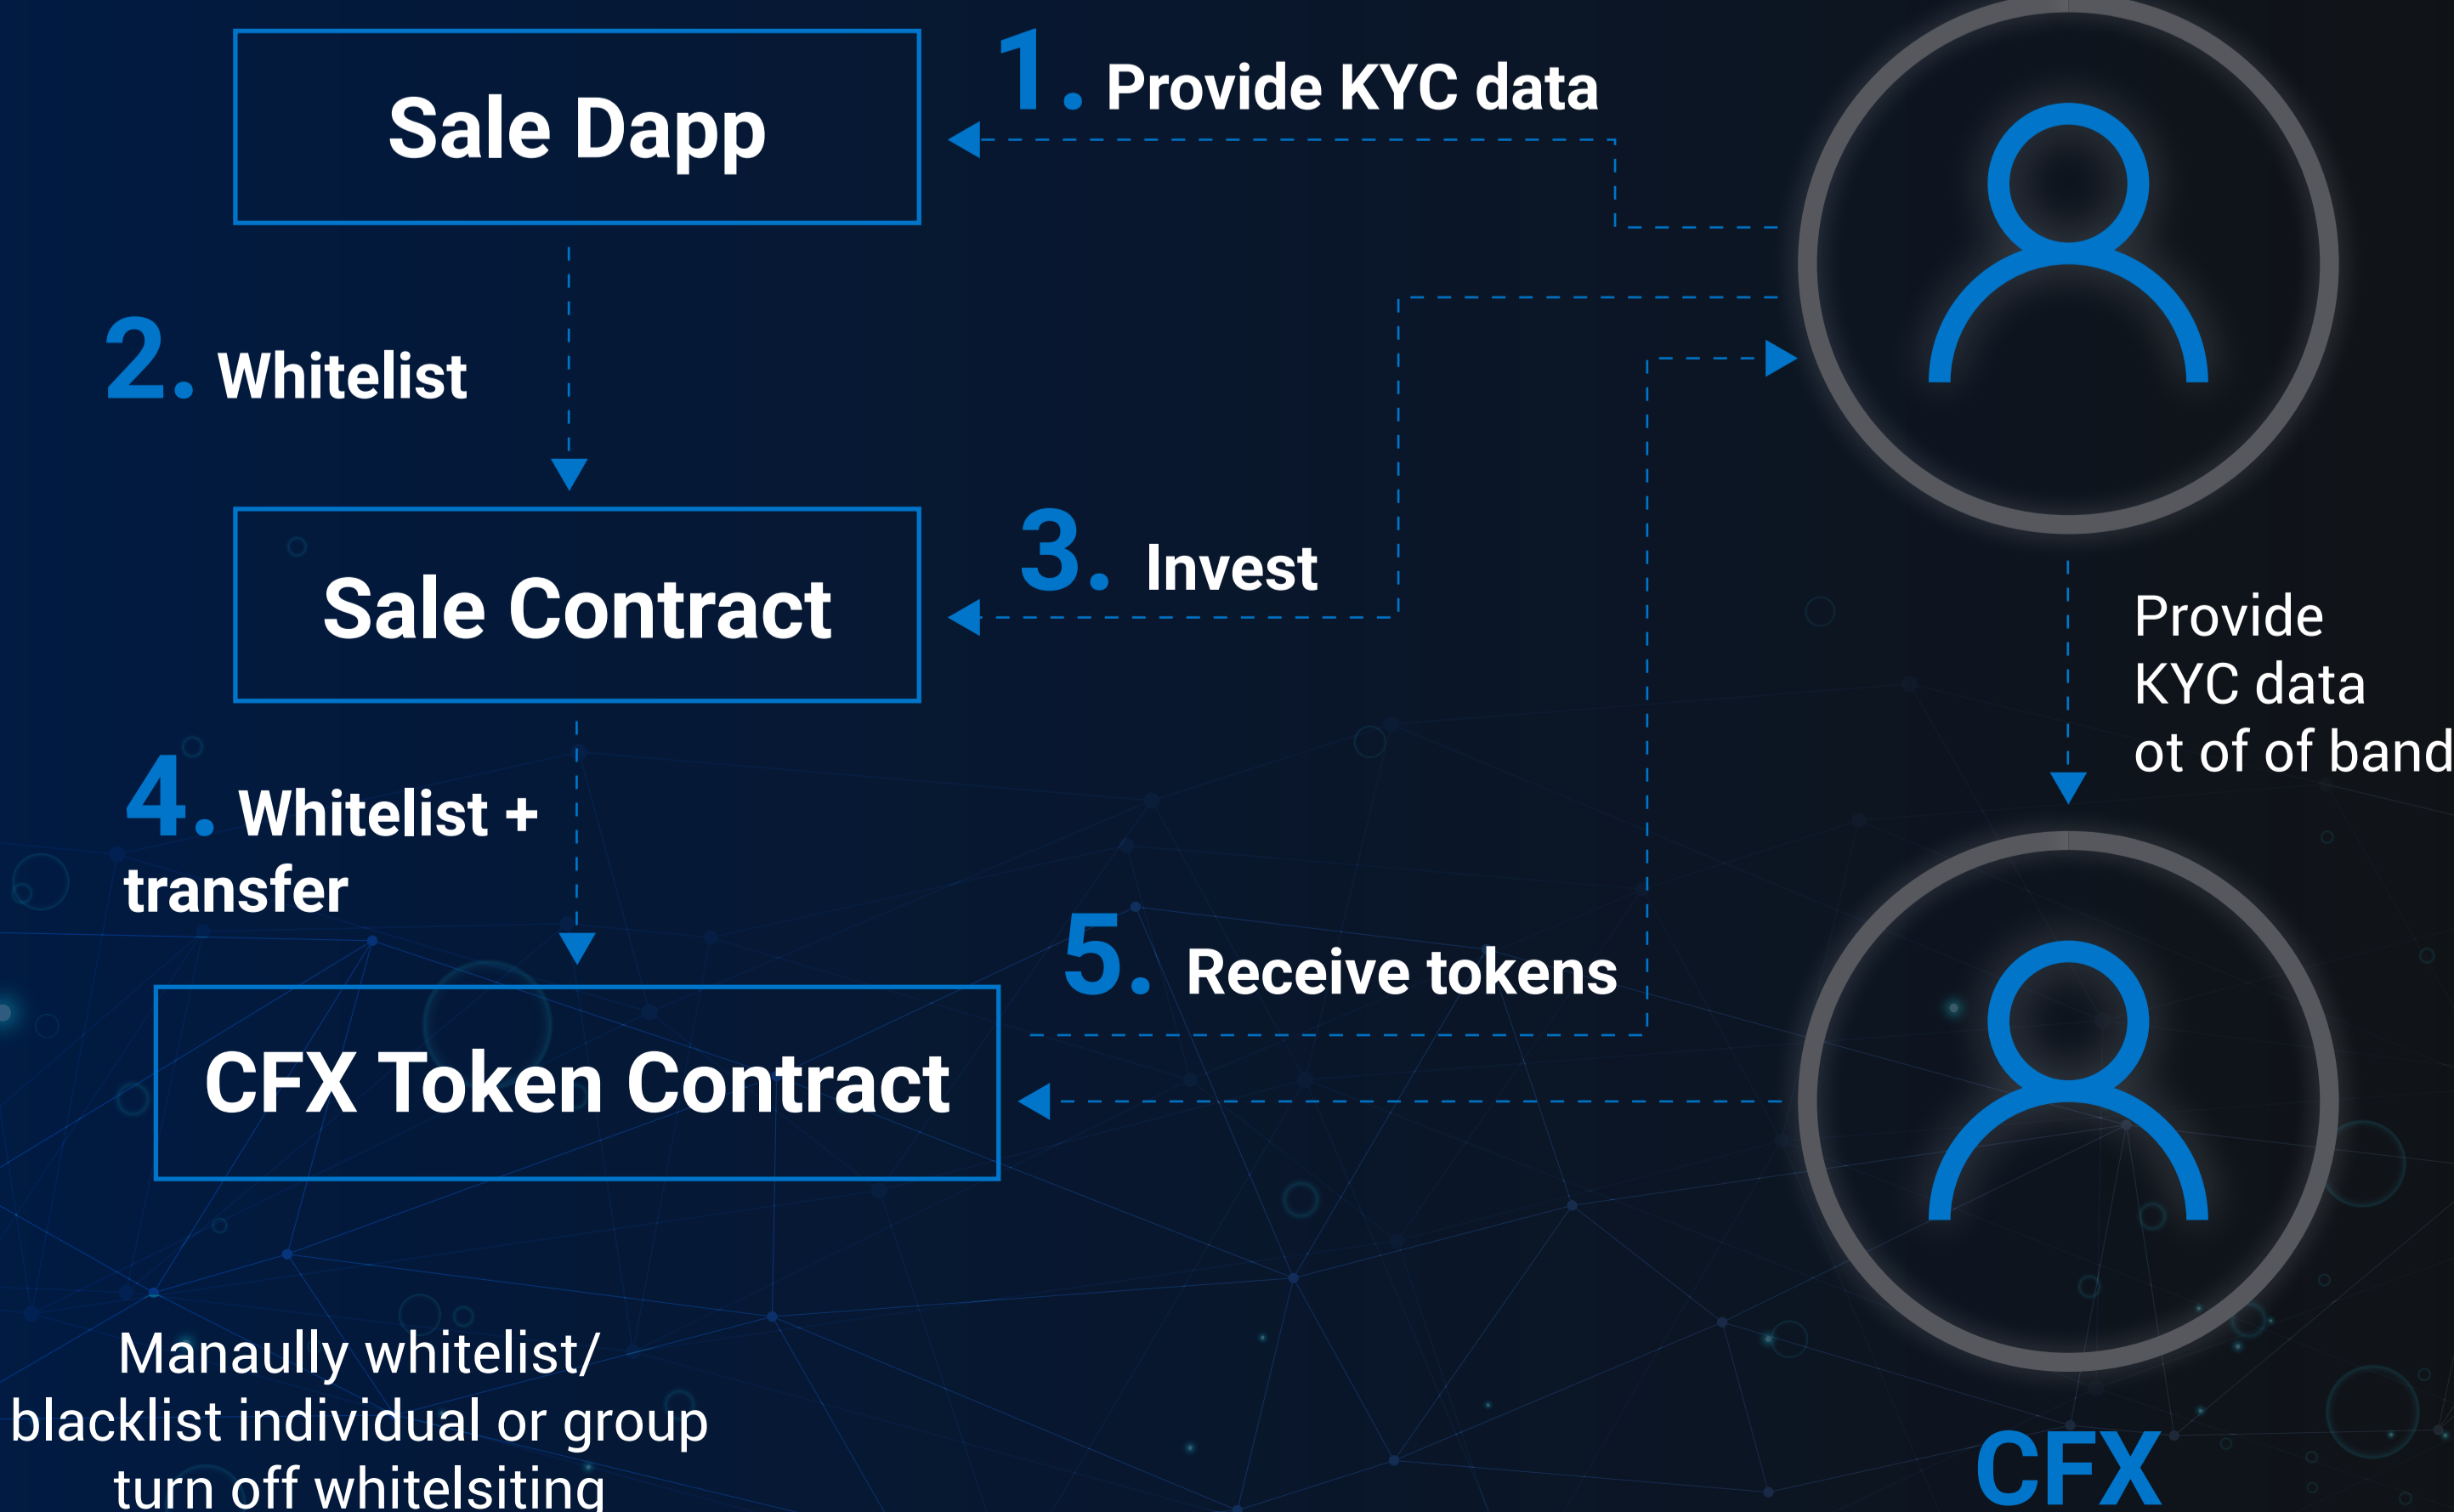 Sale Dapp
1. Provide KYC data
2. Whitelist
Sale Contract
3. Invest
Provide
KYC data
ot of of band
4. Whitelist +
transfer
5. Receive tokens
CFX Token Contract
Manaully whitelist/
blacklist individual or group
turn off whitelsiting
CFX